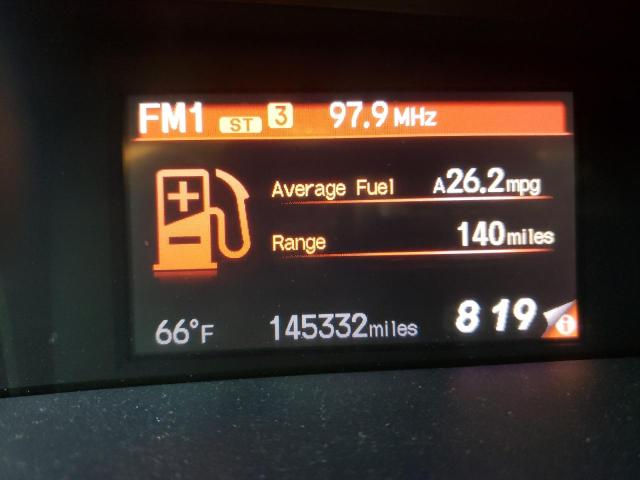 FM1 ST 3 97.9 MHz
Average Fuel A26.2mpg
Range 140miles
66°F 145332miles 8 19 i